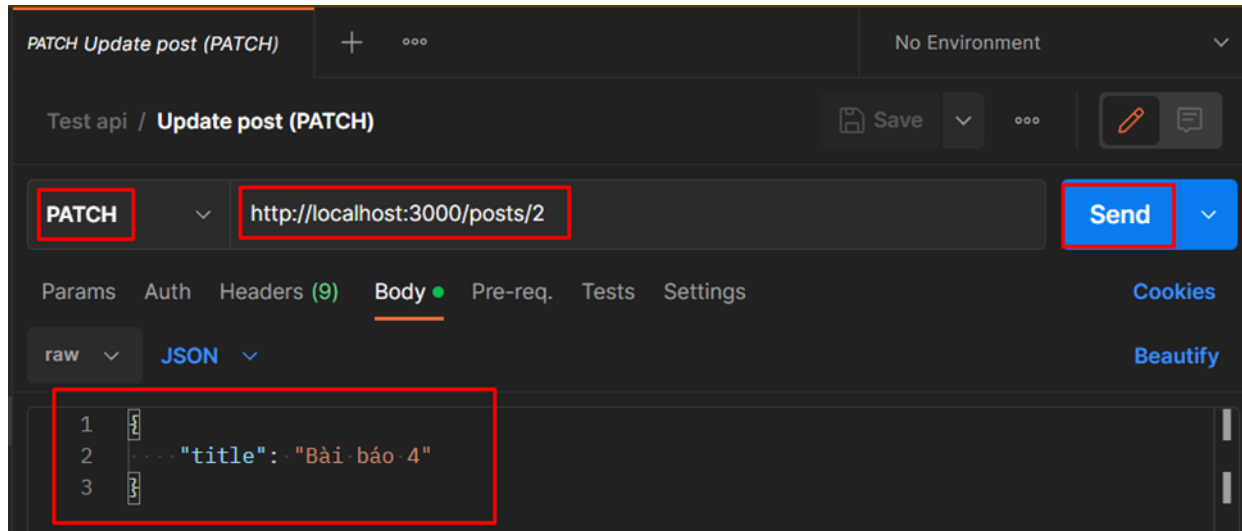 PATCH Update post (PATCH) No Environment
Test api / Update post (PATCH) Save
PATCH http://localhost:3000/posts/2 Send
Params Auth Headers (9) Body Pre-req. Tests Settings Cookies
raw JSON Beautify
1 {
2 "title": "Bài báo 4"
3 }